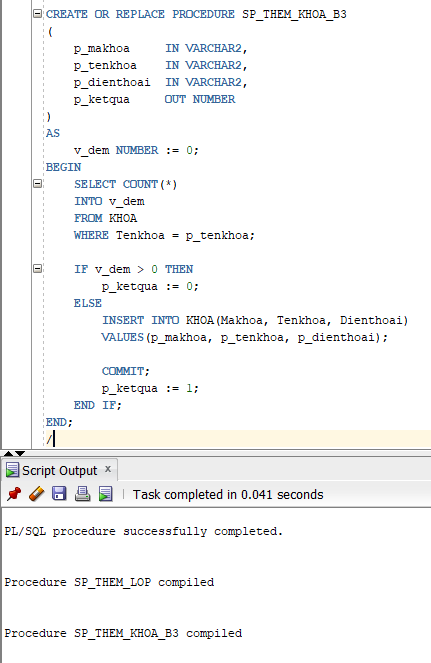 CREATE OR REPLACE PROCEDURE SP_THEM_KHOA_B3
(
    p_makhoa     IN VARCHAR2,
    p_tenkhoa    IN VARCHAR2,
    p_dienthoai  IN VARCHAR2,
    p_ketqua     OUT NUMBER
)
AS
    v_dem NUMBER := 0;
BEGIN
    SELECT COUNT(*)
    INTO v_dem
    FROM KHOA
    WHERE Tenkhoa = p_tenkhoa;

    IF v_dem > 0 THEN
        p_ketqua := 0;
    ELSE
        INSERT INTO KHOA(Makhoa, Tenkhoa, Dienthoai)
        VALUES(p_makhoa, p_tenkhoa, p_dienthoai);

        COMMIT;
        p_ketqua := 1;
    END IF;
END;
/
Script Output x
Task completed in 0.041 seconds
PL/SQL procedure successfully completed.
Procedure SP_THEM_LOP compiled
Procedure SP_THEM_KHOA_B3 compiled